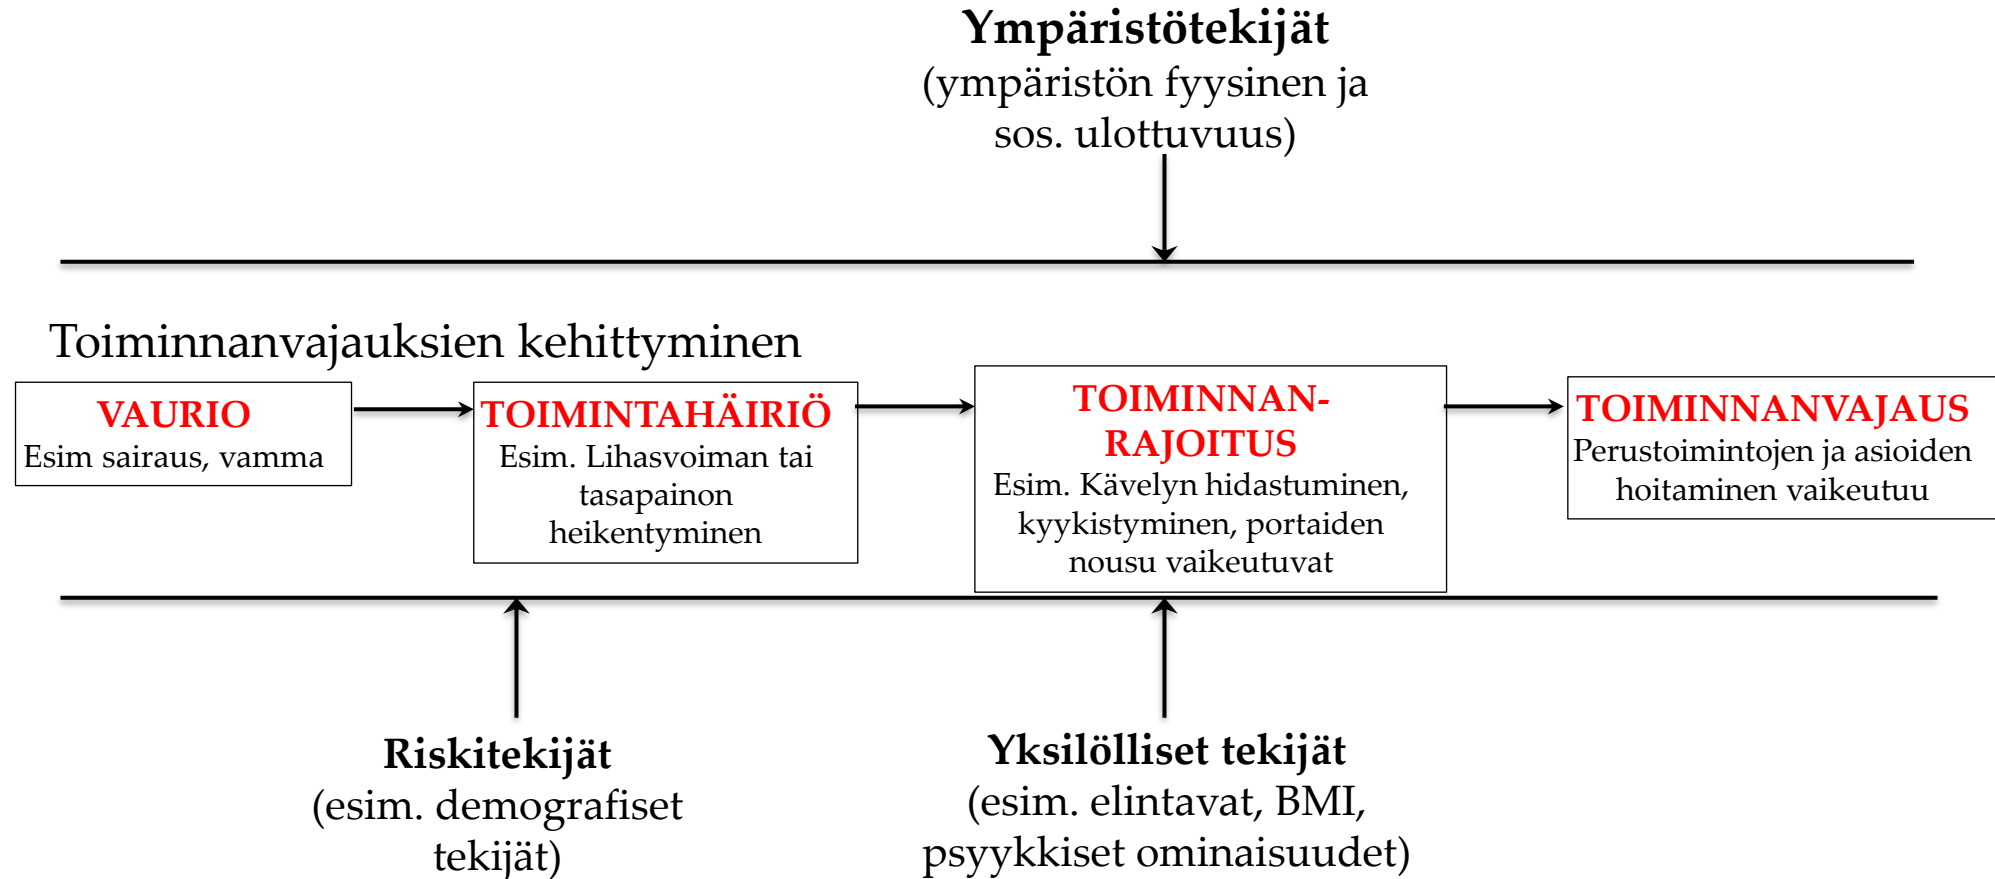 Ympäristötekijät
(ympäristön fyysinen ja
sos. ulottuvuus)
Toiminnanvajauksien kehittyminen
VAURIO
Esim sairaus, vamma
TOIMINTAHÄIRIÖ
Esim. Lihasvoiman tai
tasapainon
heikentyminen
TOIMINNAN-
RAJOITUS
Esim. Kävelyn hidastuminen,
kyykistyminen, portaiden
nousu vaikeutuvat
TOIMINNANVAJAUS
Perustoimintojen ja asioiden
hoitaminen vaikeutuu
Riskitekijät
(esim. demografiset
tekijät)
Yksilölliset tekijät
(esim. elintavat, BMI,
psyykkiset ominaisuudet)